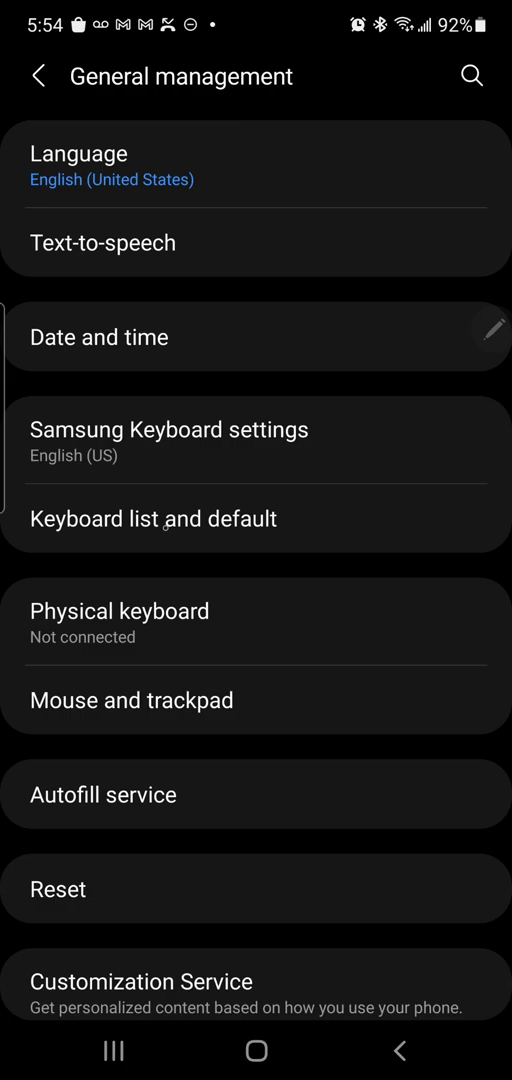 5:54 92%
General management
Language
English (United States)
Text-to-speech
Date and time
Samsung Keyboard settings
English (US)
Keyboard list and default
Physical keyboard
Not connected
Mouse and trackpad
Autofill service
Reset
Customization Service
Get personalized content based on how you use your phone.